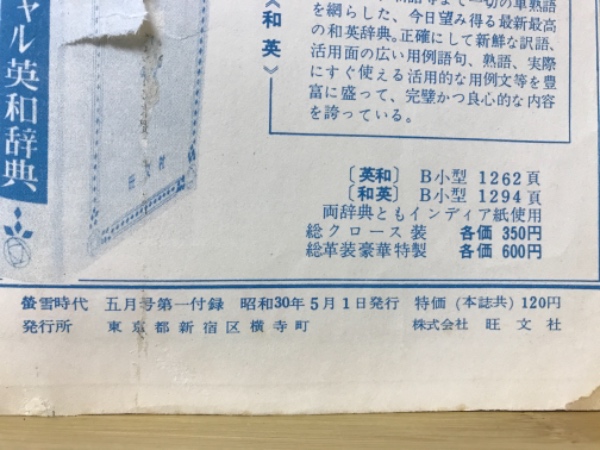 ャル英和辞典
《和英》
を網らした、今日望み得る最新最高
の和英辞典。正確にして新鮮な訳語、
活用面の広い用例語句、熟語、実際
にすぐ使える活用的な用例文等を豊
富に盛って、完璧かつ良心的な内容
を誇っている。
〔英和〕 B小型 1262頁
〔和英〕 B小型 1294頁
両辞典ともインディア紙使用
総クロース装 各価 350円
総革装豪華特製 各価 600円
螢雪時代 五月号第一付録 昭和30年5月1日発行 特価(本誌共)120円
発行所 東京都新宿区横寺町 株式会社 旺文社